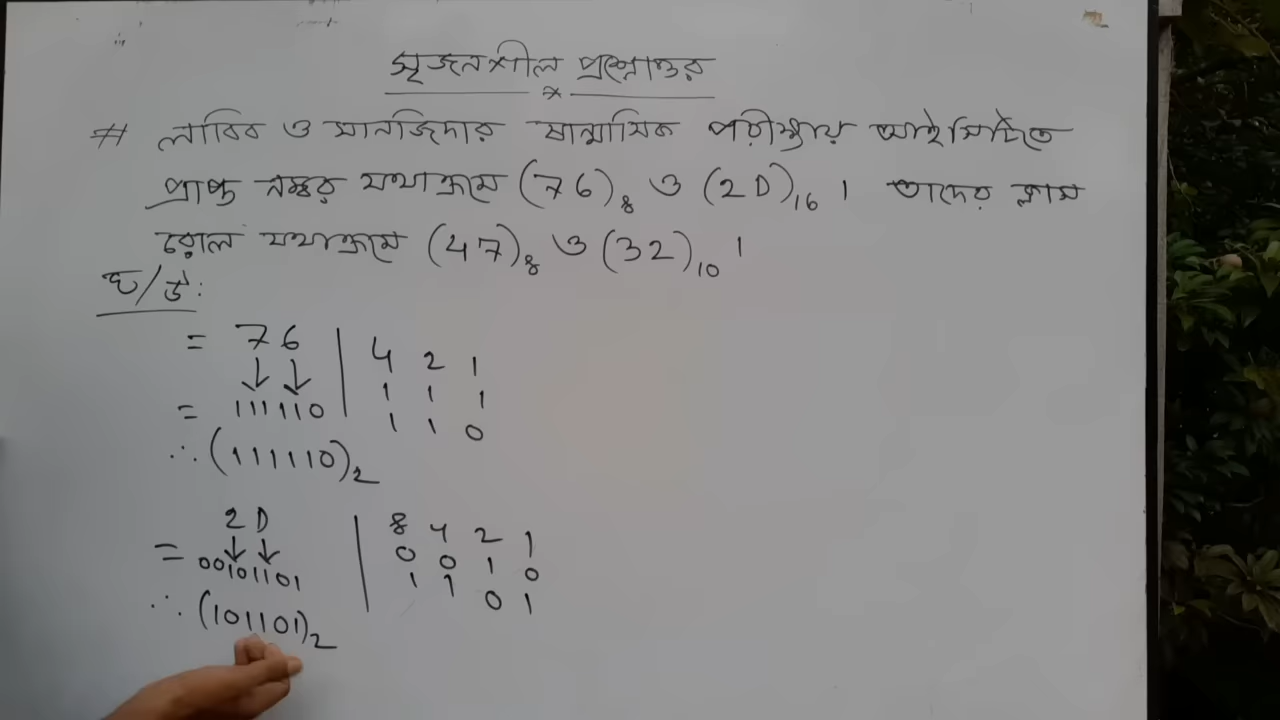 সৃজনশীল প্রশ্নোত্তর
# লাবিব ও সানজিদার ষান্মাসিক পরীক্ষায় আইসিটিতে
প্রাপ্ত নম্বর যথাক্রমে (76)₈ ও (2D)₁₆ । তাদের ক্লাস
রোল যথাক্রমে (47)₈ ও (32)₁₀ ।
ঘ/উঃ
= 76 | 4 2 1
↓ ↓ 1 1 1
= 111110 | 1 1 0
∴ (111110)₂
2D | 8 4 2 1
= ↓ ↓ 0 0 1 0
00101101 | 1 1 0 1
∴ (101101)₂